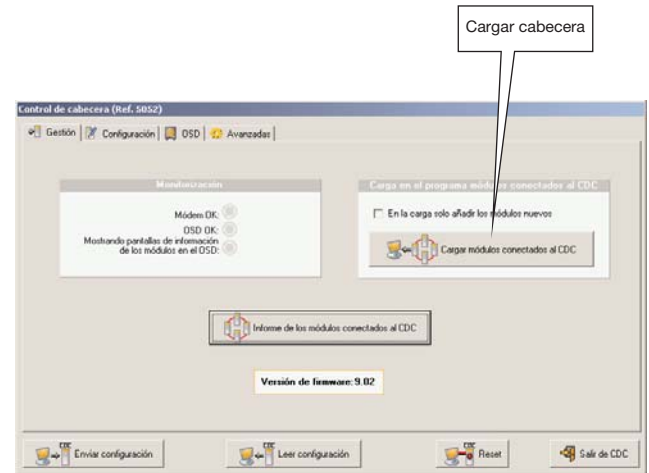 Cargar cabecera
Control de cabecera (Ref. 5052)
Gestión
Configuración
OSD
Avanzadas
Monitorización
Módem OK:
OSD OK:
Mostrando pantallas de información
de los módulos en el OSD:
Carga en el programa módulos conectados al CDC
En la carga solo añadir los módulos nuevos
Cargar módulos conectados al CDC
Informe de los módulos conectados al CDC
Versión de firmware: 9.02
CDC
Enviar configuración
CDC
Leer configuración
CDC
Reset
Salir de CDC